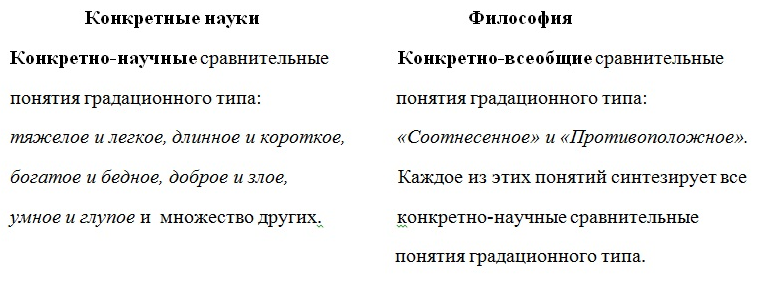 Конкретные науки
Конкретно-научные сравнительные
понятия градационного типа:
тяжелое и легкое, длинное и короткое,
богатое и бедное, доброе и злое,
умное и глупое и множество других.
Философия
Конкретно-всеобщие сравнительные
понятия градационного типа:
«Соотнесенное» и «Противоположное».
Каждое из этих понятий синтезирует все
конкретно-научные сравнительные
понятия градационного типа.